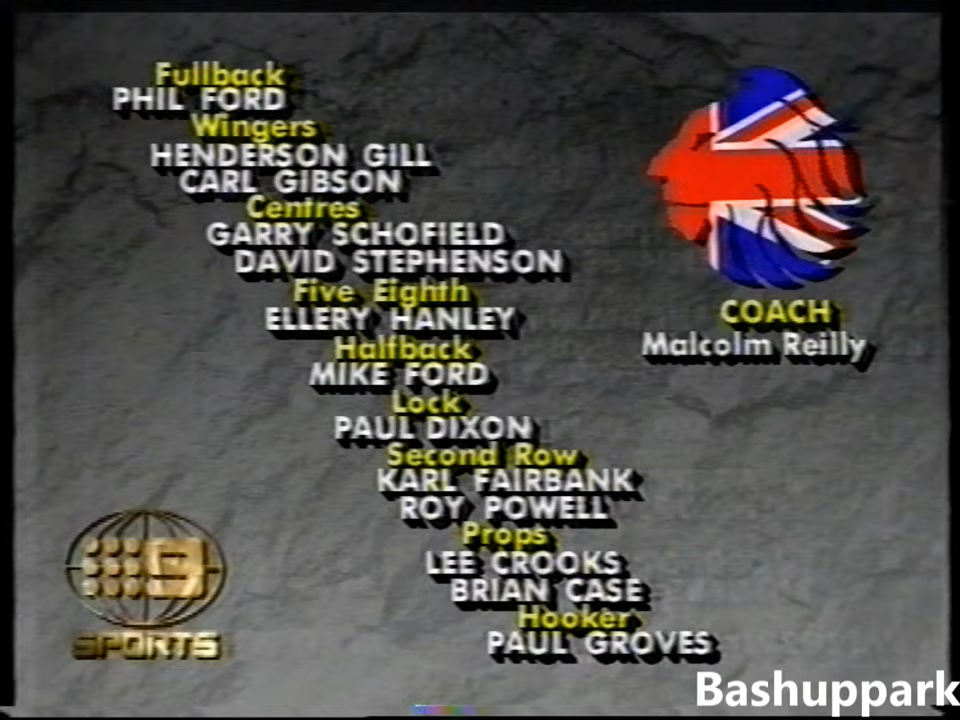 Fullback
PHIL FORD
Wingers
HENDERSON GILL
CARL GIBSON
Centres
GARRY SCHOFIELD
DAVID STEPHENSON
Five Eighth
ELLERY HANLEY
Halfback
MIKE FORD
Lock
PAUL DIXON
Second Row
KARL FAIRBANK
ROY POWELL
Props
LEE CROOKS
BRIAN CASE
Hooker
PAUL GROVES
COACH
Malcolm Reilly
9
SPORTS
Bashuppark